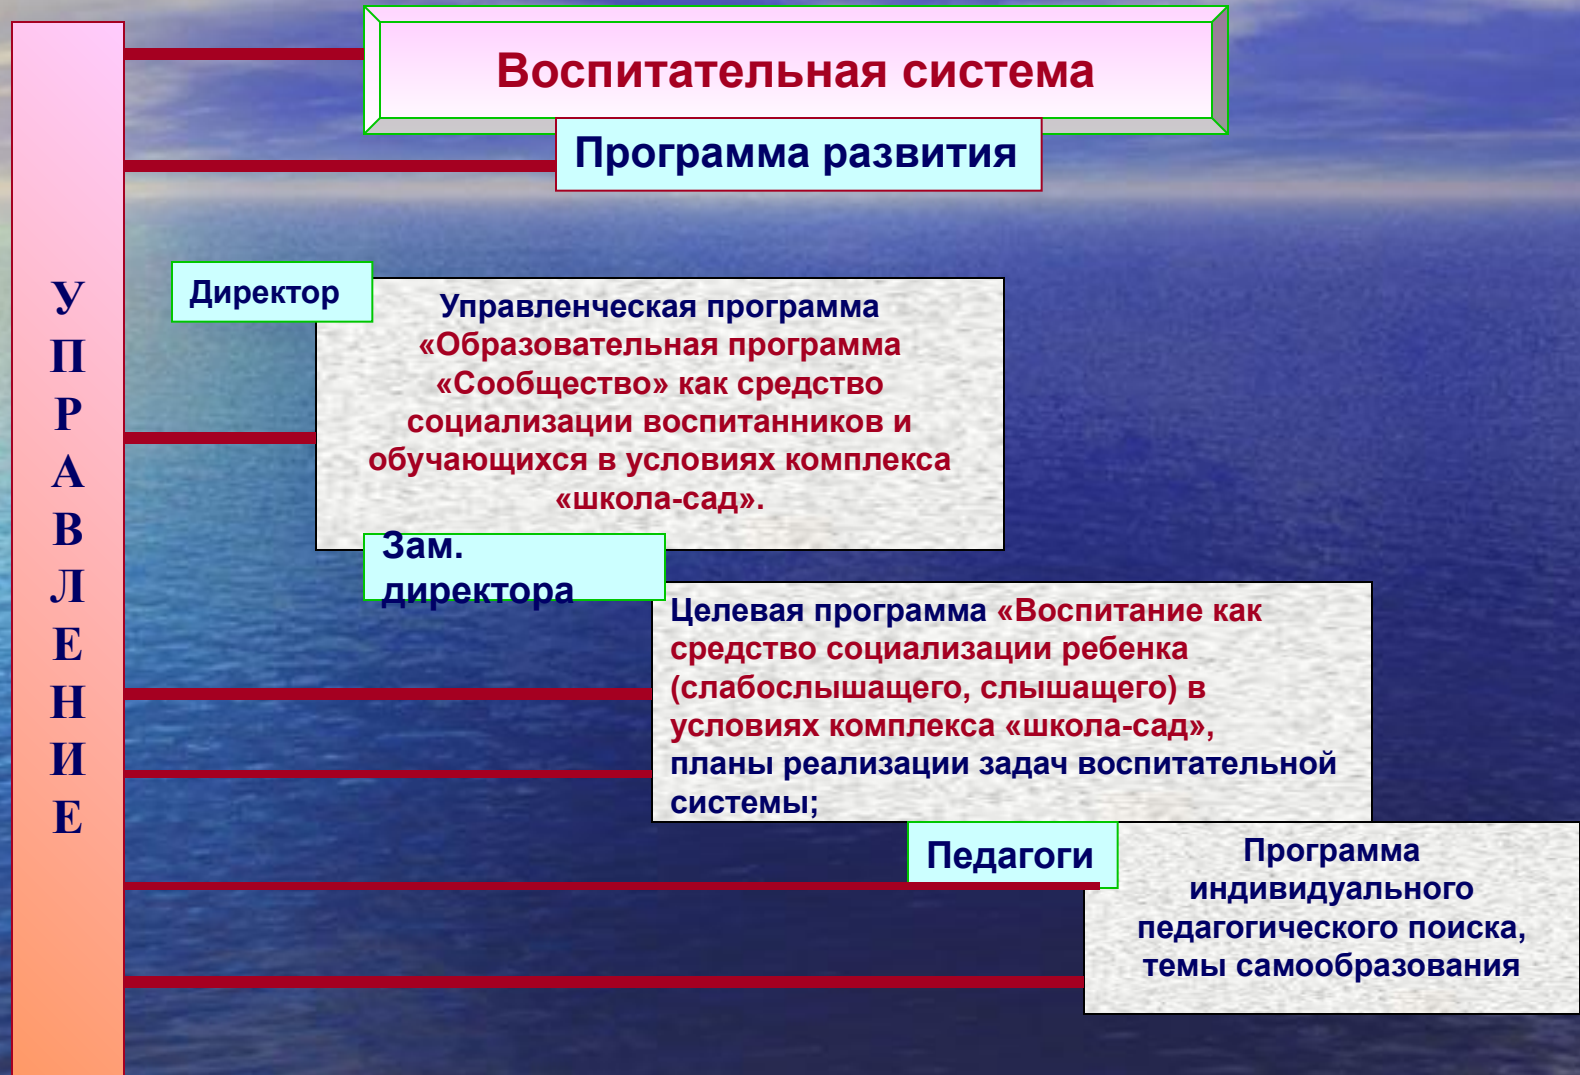 Воспитательная система
Программа развития
У
П
Р
А
В
Л
Е
Н
И
Е
Директор
Управленческая программа
«Образовательная программа
«Сообщество» как средство
социализации воспитанников и
обучающихся в условиях комплекса
«школа-сад».
Зам.
директора
Целевая программа «Воспитание как
средство социализации ребенка
(слабослышащего, слышащего) в
условиях комплекса «школа-сад»,
планы реализации задач воспитательной
системы;
Педагоги
Программа
индивидуального
педагогического поиска,
темы самообразования